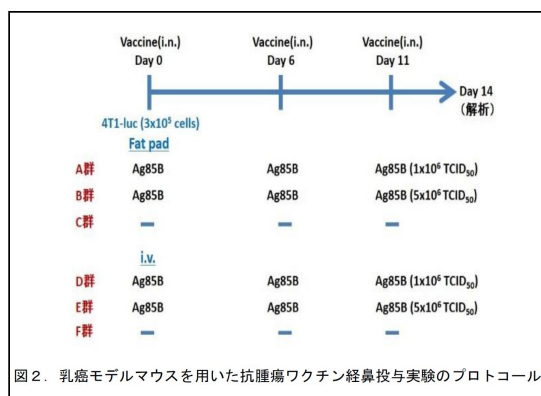 Vaccine(i.n.) Vaccine(i.n.) Vaccine(i.n.)
Day 0 Day 6 Day 11
Day 14
(解析)
4T1-luc (3x10⁵ cells)
Fat pad
A群 Ag85B Ag85B Ag85B (1x10⁶ TCID₅₀)
B群 Ag85B Ag85B Ag85B (5x10⁶ TCID₅₀)
C群 — — —
i.v.
D群 Ag85B Ag85B Ag85B (1x10⁶ TCID₅₀)
E群 Ag85B Ag85B Ag85B (5x10⁶ TCID₅₀)
F群 — — —
図2. 乳癌モデルマウスを用いた抗腫瘍ワクチン経鼻投与実験のプロトコール